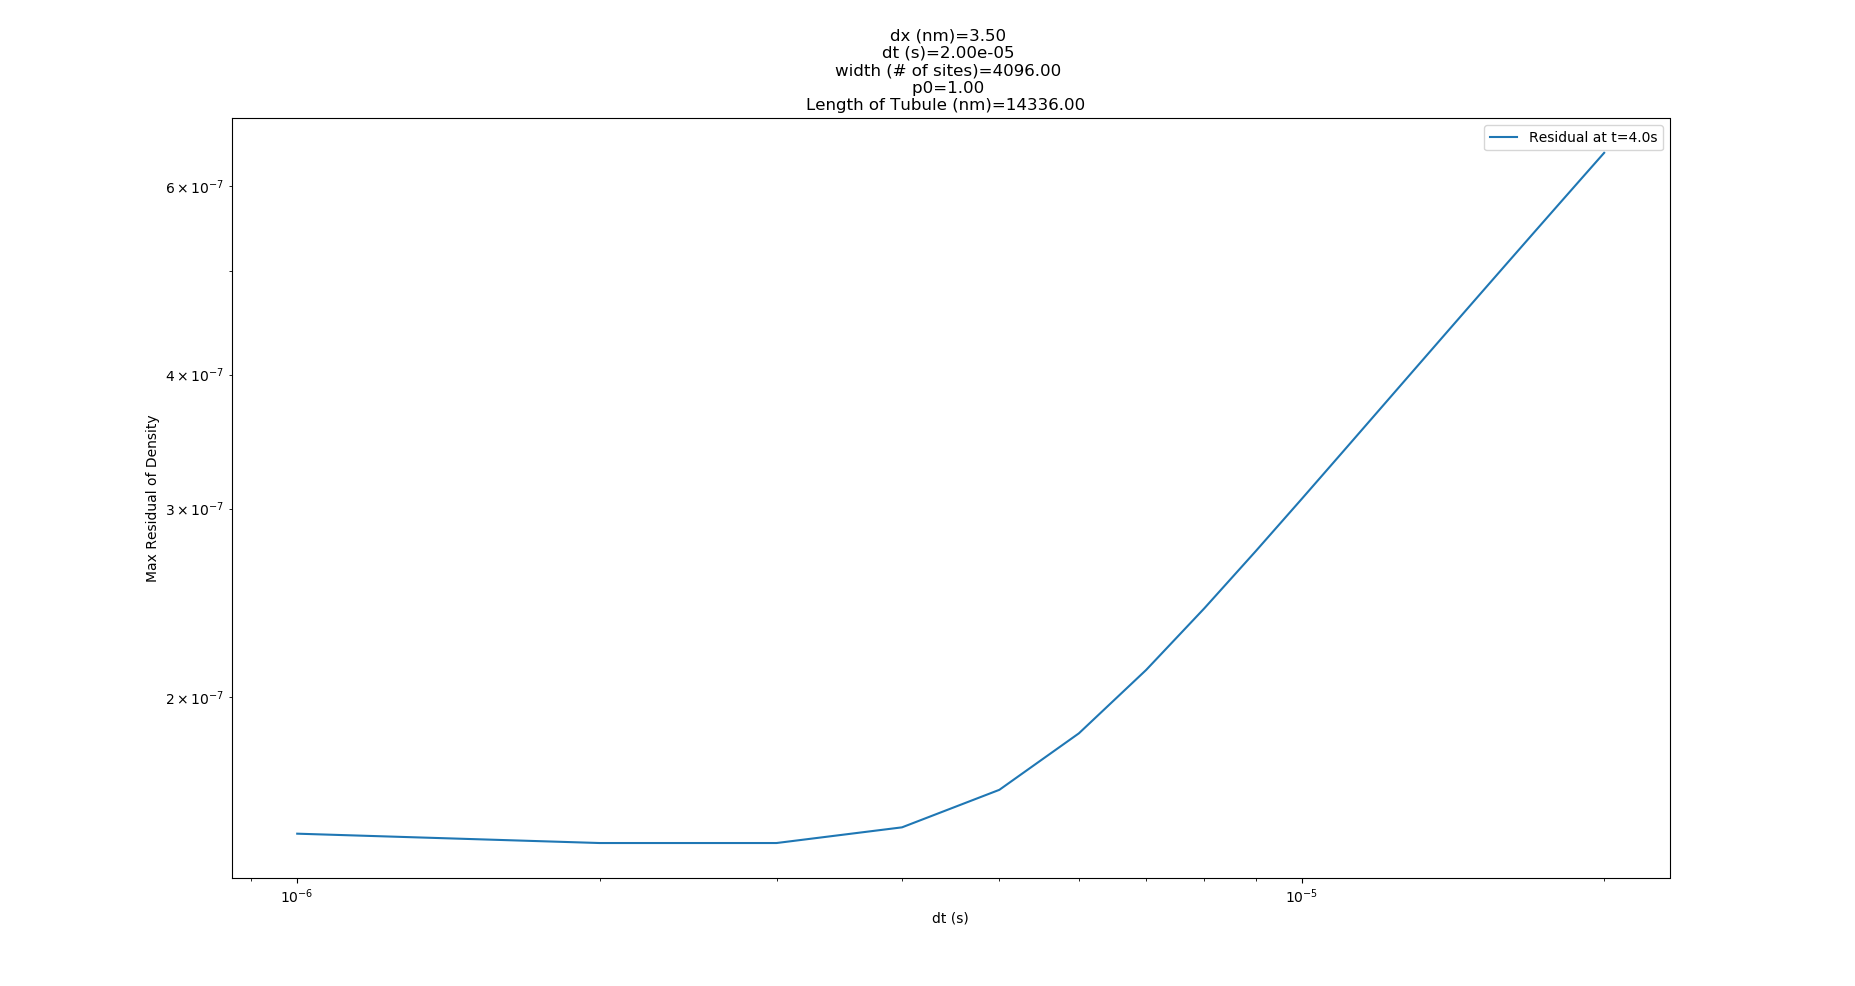 dx (nm)=3.50
dt (s)=2.00e-05
width (# of sites)=4096.00
p0=1.00
Length of Tubule (nm)=14336.00
Residual at t=4.0s
6 × 10⁻⁷
4 × 10⁻⁷
3 × 10⁻⁷
2 × 10⁻⁷
Max Residual of Density
10⁻⁶
10⁻⁵
dt (s)